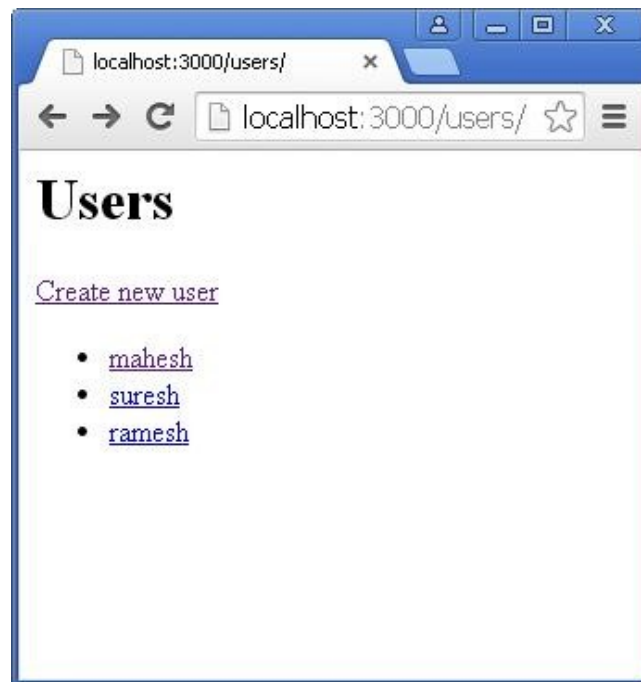 localhost:3000/users/
localhost:3000/users/
Users
Create new user
mahesh
suresh
ramesh